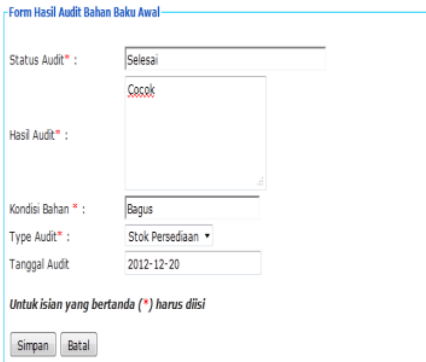 Form Hasil Audit Bahan Baku Awal
Status Audit* : Selesai
Hasil Audit* : Cocok
Kondisi Bahan * : Bagus
Type Audit* : Stok Persediaan
Tanggal Audit 2012-12-20
Untuk isian yang bertanda (*) harus diisi
Simpan Batal